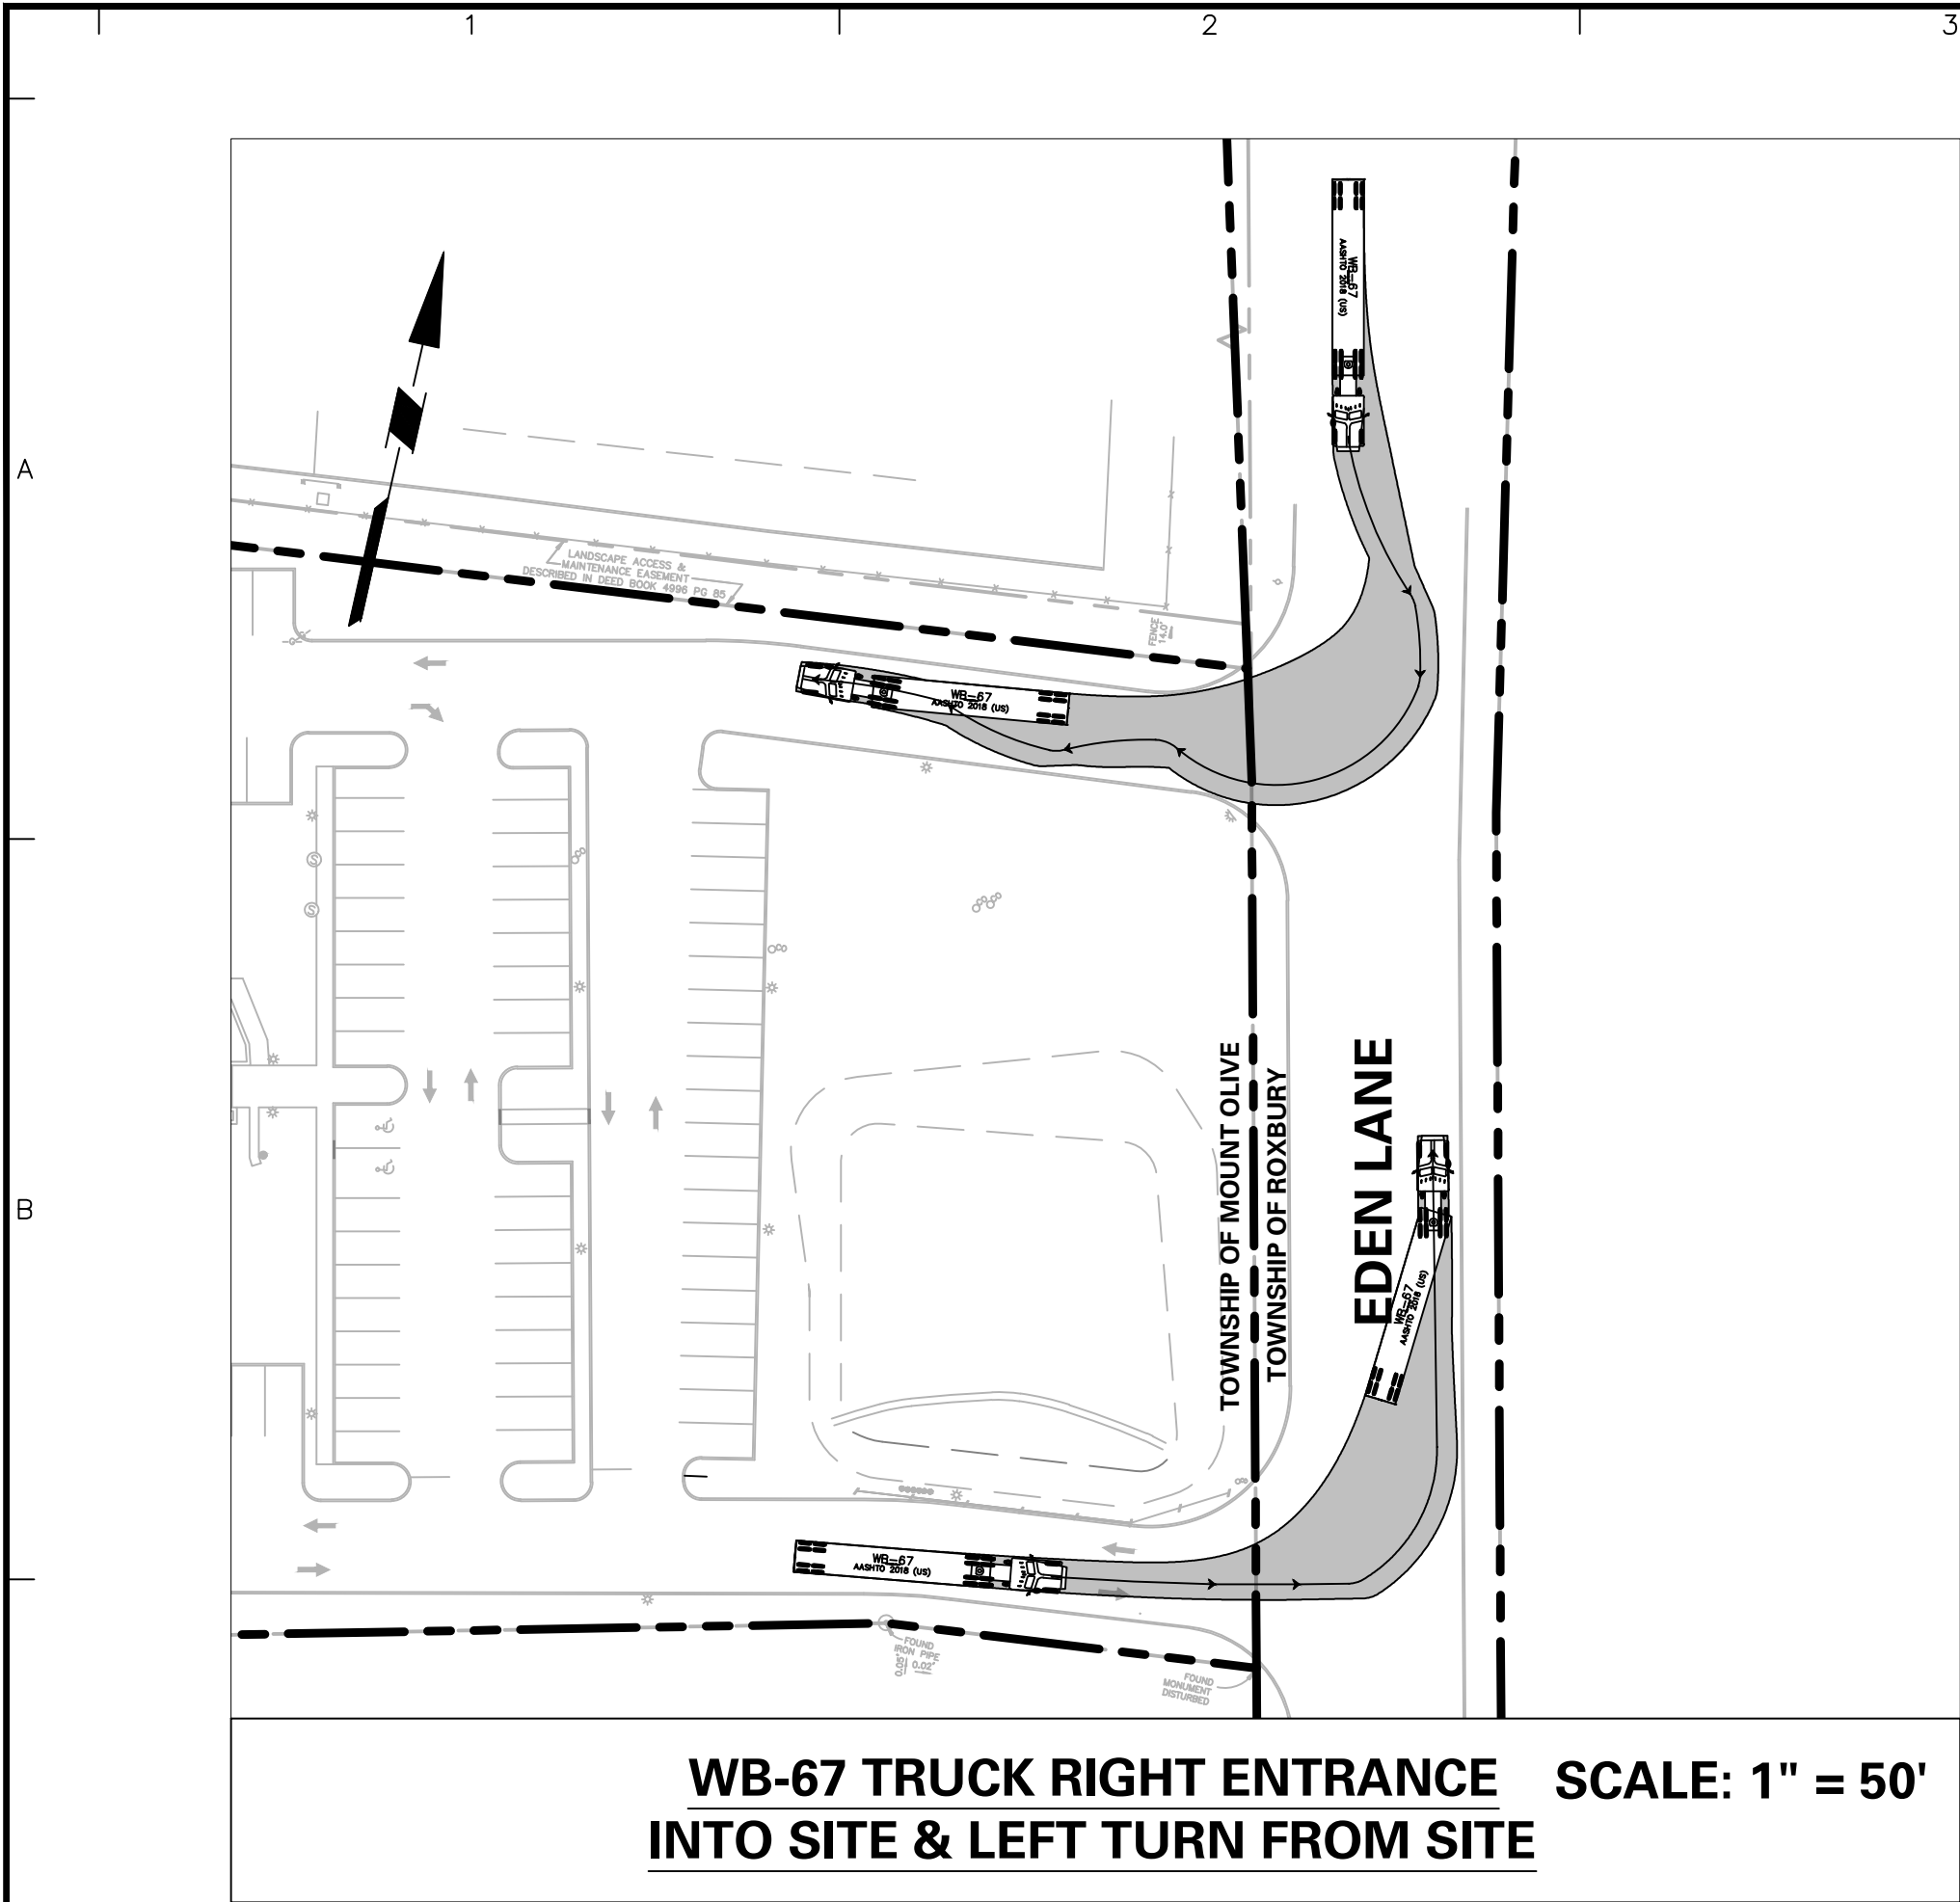 1
2
3
A
B
WB-67
AASHTO 2018 (US)
LANDSCAPE ACCESS &
MAINTENANCE EASEMENT
DESCRIBED IN DEED BOOK 4996 PG 85
FENCE
14.0'
WB-67
AASHTO 2018 (US)
S
S
TOWNSHIP OF MOUNT OLIVE
TOWNSHIP OF ROXBURY
EDEN LANE
WB-67
AASHTO 2018 (US)
WB-67
AASHTO 2018 (US)
FOUND
IRON PIPE
0.05' 0.02'
FOUND
MONUMENT
DISTURBED
WB-67 TRUCK RIGHT ENTRANCE SCALE: 1" = 50'
INTO SITE & LEFT TURN FROM SITE